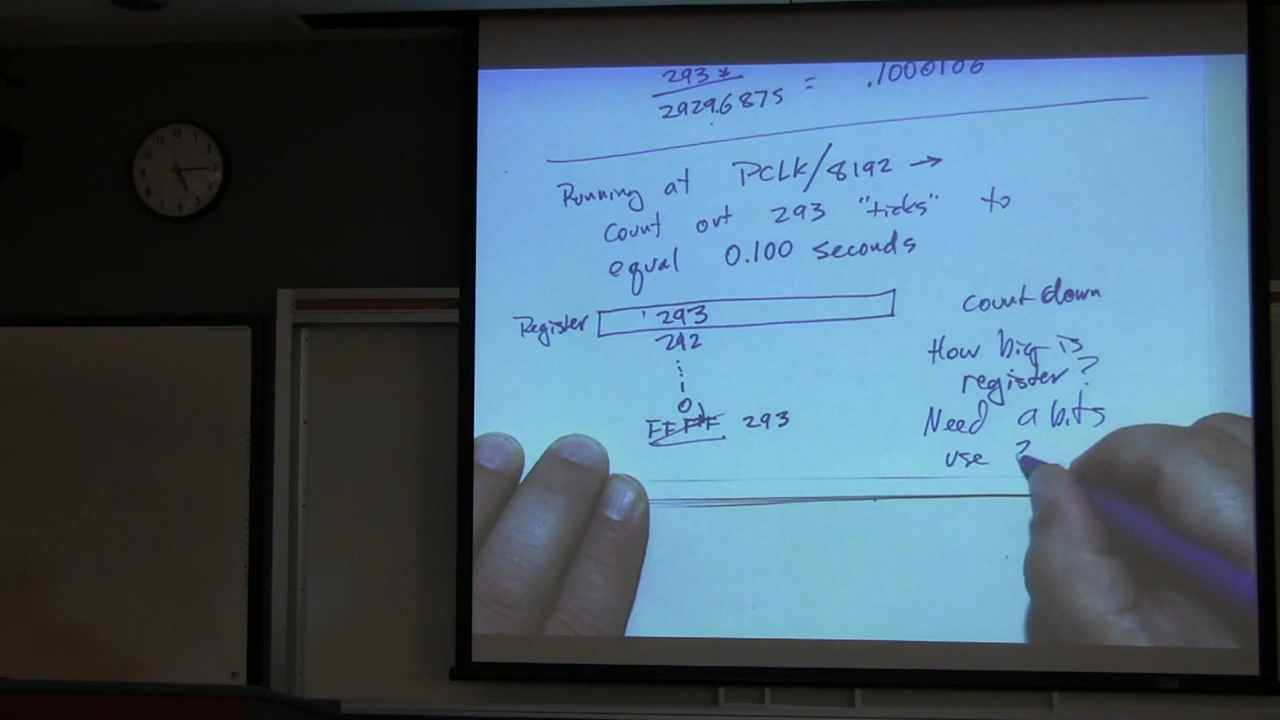 293 *
2929.6875 = .1000106
Running at PCLK/8192 →
Count out 293 "ticks" to
equal 0.100 seconds
Register 293
292
0
FFFF 293
Count down
How big is
register?
Need 9 bits
use